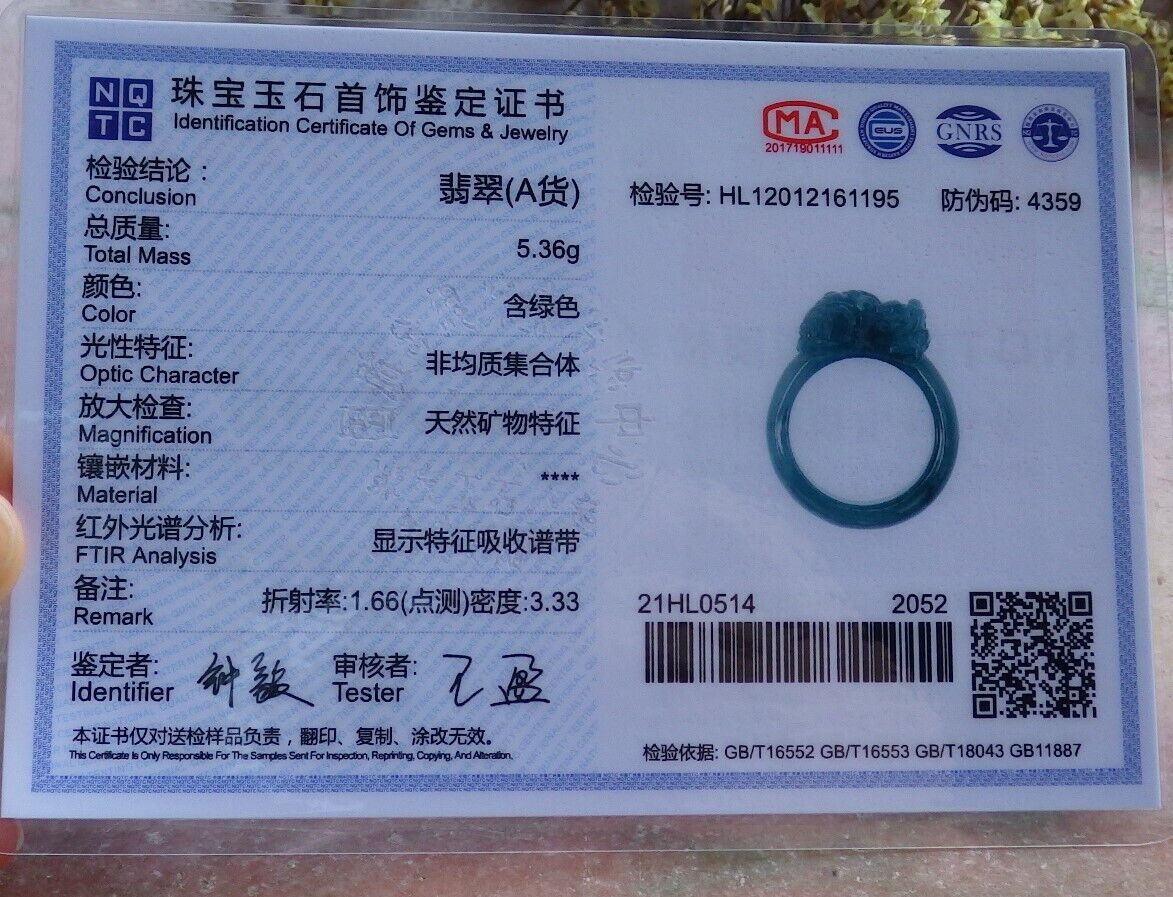 NQ
TC
珠宝玉石首饰鉴定证书
Identification Certificate Of Gems & Jewelry
检验结论：
Conclusion
翡翠(A货)
总质量:
Total Mass
5.36g
颜色:
Color
含绿色
光性特征:
Optic Character
非均质集合体
放大检查:
Magnification
天然矿物特征
镶嵌材料:
Material
****
红外光谱分析:
FTIR Analysis
显示特征吸收谱带
备注:
Remark
折射率:1.66(点测)密度:3.33
鉴定者:
Identifier
审核者:
Tester
本证书仅对送检样品负责，翻印、复制、涂改无效。
This Certificate Is Only Responsible For The Samples Sent For Inspection, Reprinting, Copying, And Alteration.
MA
201719011111
EUS
GNRS
检验号: HL12012161195 防伪码: 4359
21HL0514 2052
检验依据: GB/T16552 GB/T16553 GB/T18043 GB11887